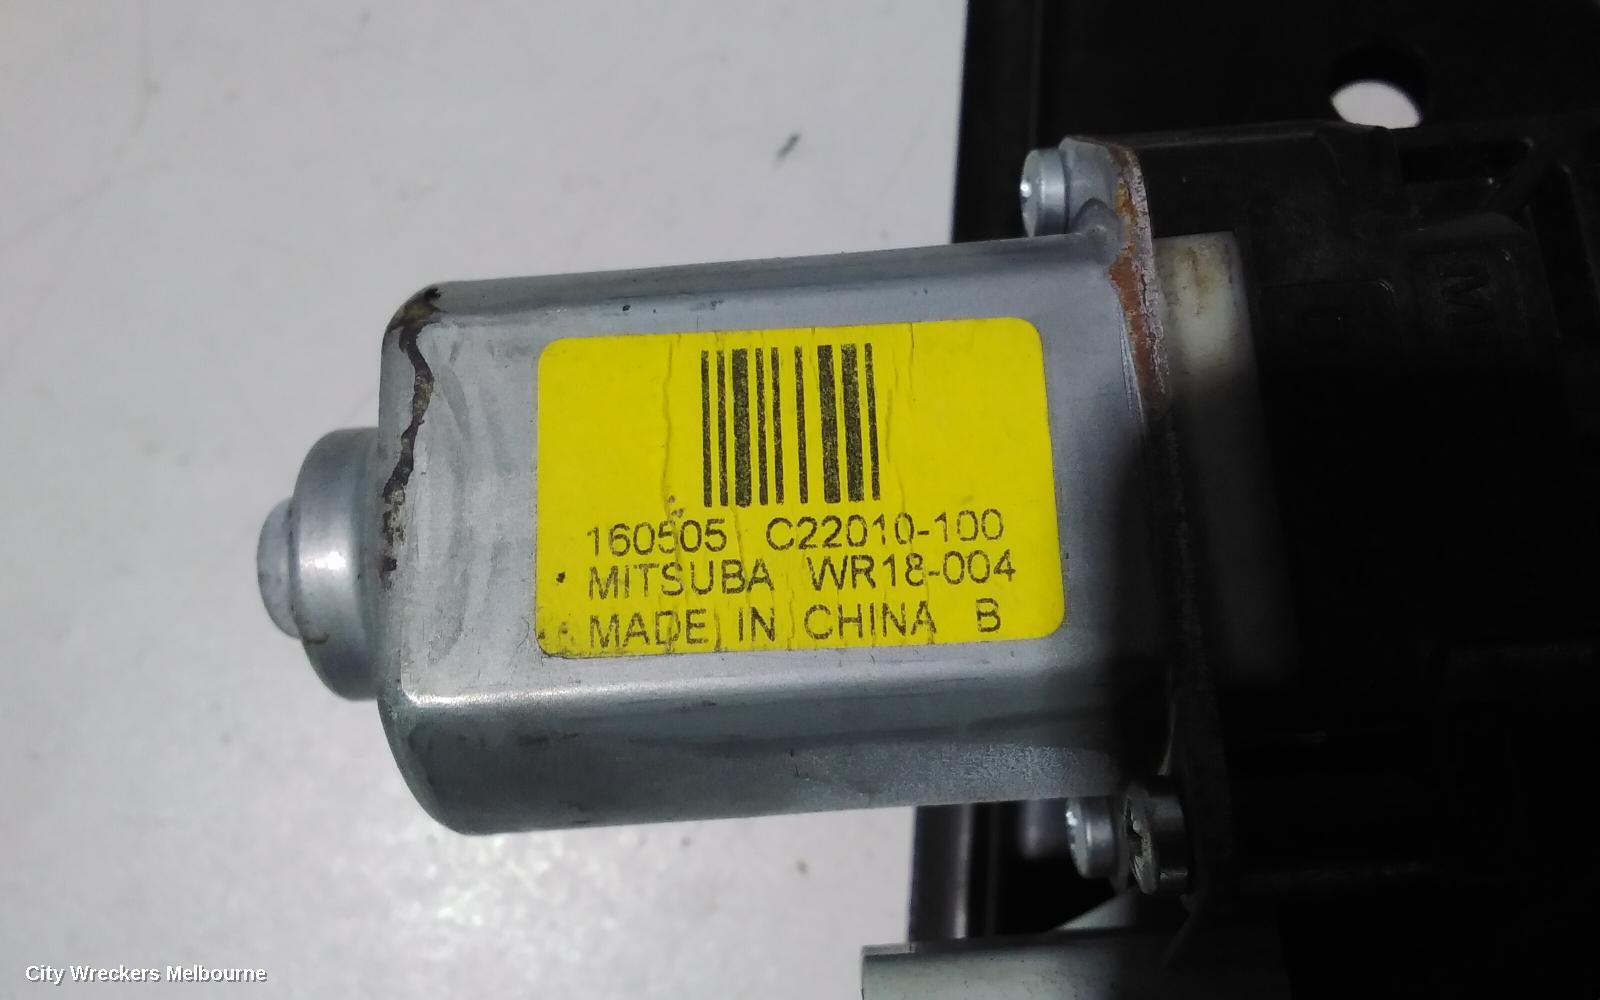 160505 C22010-100
MITSUBA WR18-004
MADE IN CHINA B
M
City Wreckers Melbourne